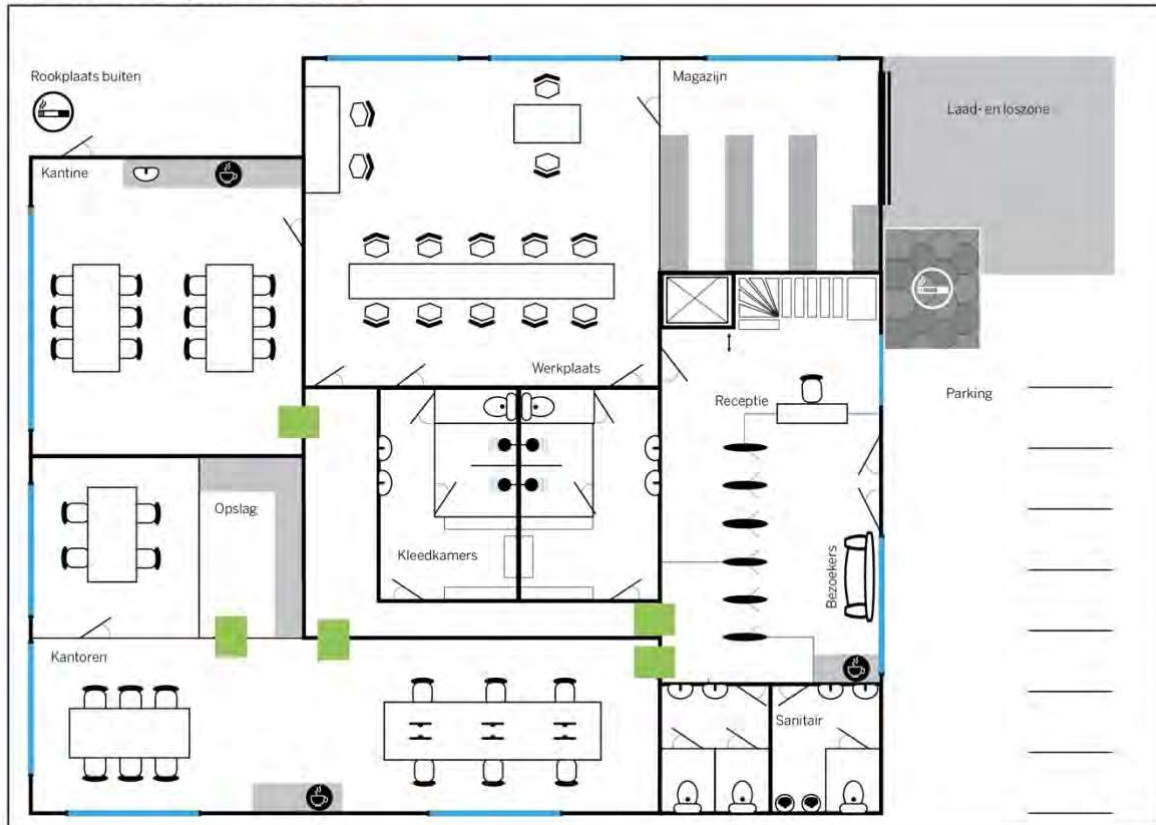 Rookplaats buiten
Magazijn
Laad- en loszone
Kantine
Werkplaats
Receptie
Parking
Opslag
Kleedkamers
Bezoekers
Kantoren
Sanitair